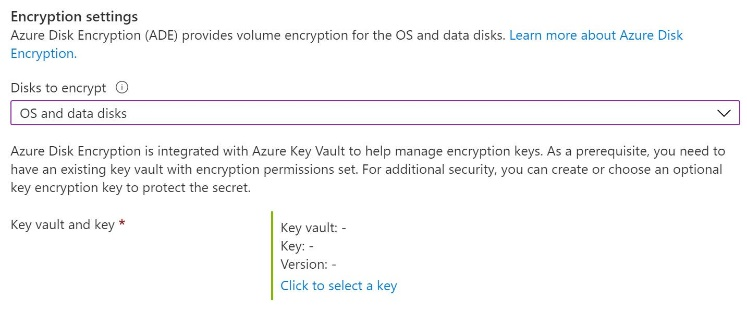 Encryption settings
Azure Disk Encryption (ADE) provides volume encryption for the OS and data disks. Learn more about Azure Disk
Encryption.
Disks to encrypt
OS and data disks
Azure Disk Encryption is integrated with Azure Key Vault to help manage encryption keys. As a prerequisite, you need to
have an existing key vault with encryption permissions set. For additional security, you can create or choose an optional
key encryption key to protect the secret.
Key vault and key *
Key vault: -
Key: -
Version: -
Click to select a key